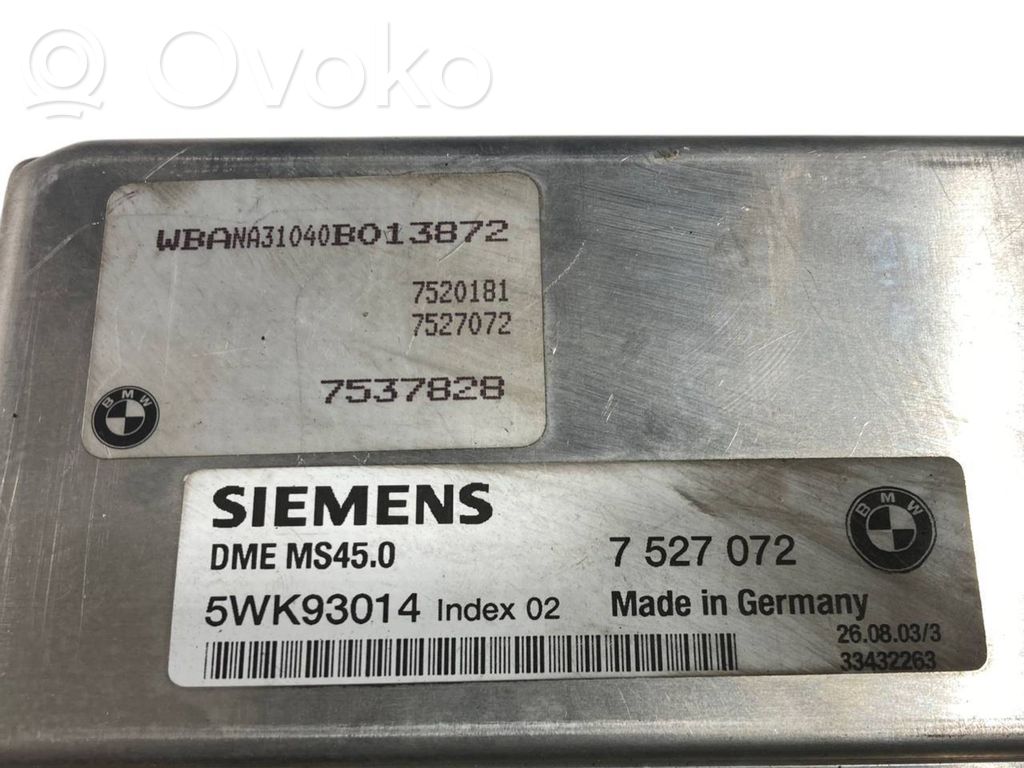 Ovoko
WBANA31040B013872
7520181
7527072
7537828
BMW
SIEMENS
BMW
DME MS45.0 7 527 072
5WK93014 Index 02 Made in Germany
26.08.03/3
33432263